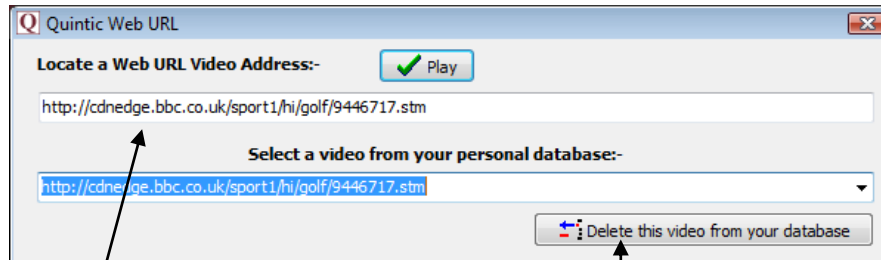 Q Quintic Web URL
Locate a Web URL Video Address:- Play
http://cdnedge.bbc.co.uk/sport1/hi/golf/9446717.stm
Select a video from your personal database:-
http://cdnedge.bbc.co.uk/sport1/hi/golf/9446717.stm
Delete this video from your database